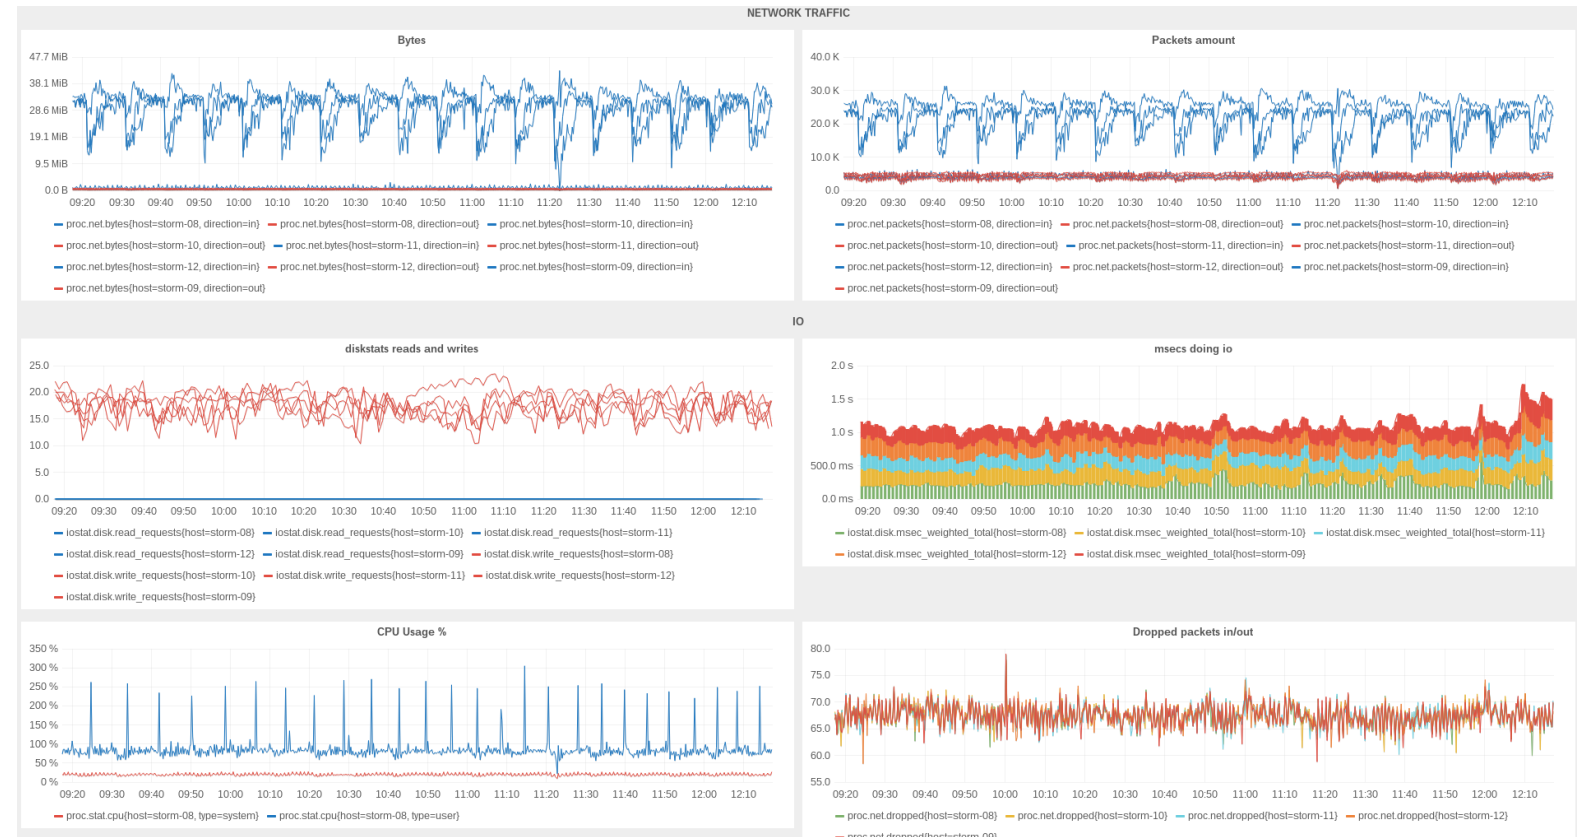 NETWORK TRAFFIC
Bytes
47.7 MiB
38.1 MiB
28.6 MiB
19.1 MiB
9.5 MiB
0.0 B
09:20 09:30 09:40 09:50 10:00 10:10 10:20 10:30 10:40 10:50 11:00 11:10 11:20 11:30 11:40 11:50 12:00 12:10
proc.net.bytes{host=storm-08, direction=in} proc.net.bytes{host=storm-08, direction=out} proc.net.bytes{host=storm-10, direction=in}
proc.net.bytes{host=storm-10, direction=out} proc.net.bytes{host=storm-11, direction=in} proc.net.bytes{host=storm-11, direction=out}
proc.net.bytes{host=storm-12, direction=in} proc.net.bytes{host=storm-12, direction=out} proc.net.bytes{host=storm-09, direction=in}
proc.net.bytes{host=storm-09, direction=out}
Packets amount
40.0 K
30.0 K
20.0 K
10.0 K
0.0
09:20 09:30 09:40 09:50 10:00 10:10 10:20 10:30 10:40 10:50 11:00 11:10 11:20 11:30 11:40 11:50 12:00 12:10
proc.net.packets{host=storm-08, direction=in} proc.net.packets{host=storm-08, direction=out} proc.net.packets{host=storm-10, direction=in}
proc.net.packets{host=storm-10, direction=out} proc.net.packets{host=storm-11, direction=in} proc.net.packets{host=storm-11, direction=out}
proc.net.packets{host=storm-12, direction=in} proc.net.packets{host=storm-12, direction=out} proc.net.packets{host=storm-09, direction=in}
proc.net.packets{host=storm-09, direction=out}
IO
diskstats reads and writes
25.0
20.0
15.0
10.0
5.0
0.0
09:20 09:30 09:40 09:50 10:00 10:10 10:20 10:30 10:40 10:50 11:00 11:10 11:20 11:30 11:40 11:50 12:00 12:10
iostat.disk.read_requests{host=storm-08} iostat.disk.read_requests{host=storm-10} iostat.disk.read_requests{host=storm-11}
iostat.disk.read_requests{host=storm-12} iostat.disk.read_requests{host=storm-09} iostat.disk.write_requests{host=storm-08}
iostat.disk.write_requests{host=storm-10} iostat.disk.write_requests{host=storm-11} iostat.disk.write_requests{host=storm-12}
iostat.disk.write_requests{host=storm-09}
msecs doing io
2.0 s
1.5 s
1.0 s
500.0 ms
0.0 ms
09:20 09:30 09:40 09:50 10:00 10:10 10:20 10:30 10:40 10:50 11:00 11:10 11:20 11:30 11:40 11:50 12:00 12:10
iostat.disk.msec_weighted_total{host=storm-08} iostat.disk.msec_weighted_total{host=storm-10} iostat.disk.msec_weighted_total{host=storm-11}
iostat.disk.msec_weighted_total{host=storm-12} iostat.disk.msec_weighted_total{host=storm-09}
CPU Usage %
350 %
300 %
250 %
200 %
150 %
100 %
50 %
0 %
09:20 09:30 09:40 09:50 10:00 10:10 10:20 10:30 10:40 10:50 11:00 11:10 11:20 11:30 11:40 11:50 12:00 12:10
proc.stat.cpu{host=storm-08, type=system} proc.stat.cpu{host=storm-08, type=user}
Dropped packets in/out
80.0
75.0
70.0
65.0
60.0
55.0
09:20 09:30 09:40 09:50 10:00 10:10 10:20 10:30 10:40 10:50 11:00 11:10 11:20 11:30 11:40 11:50 12:00 12:10
proc.net.dropped{host=storm-08} proc.net.dropped{host=storm-10} proc.net.dropped{host=storm-11} proc.net.dropped{host=storm-12}
proc.net.dropped{host=storm-09}